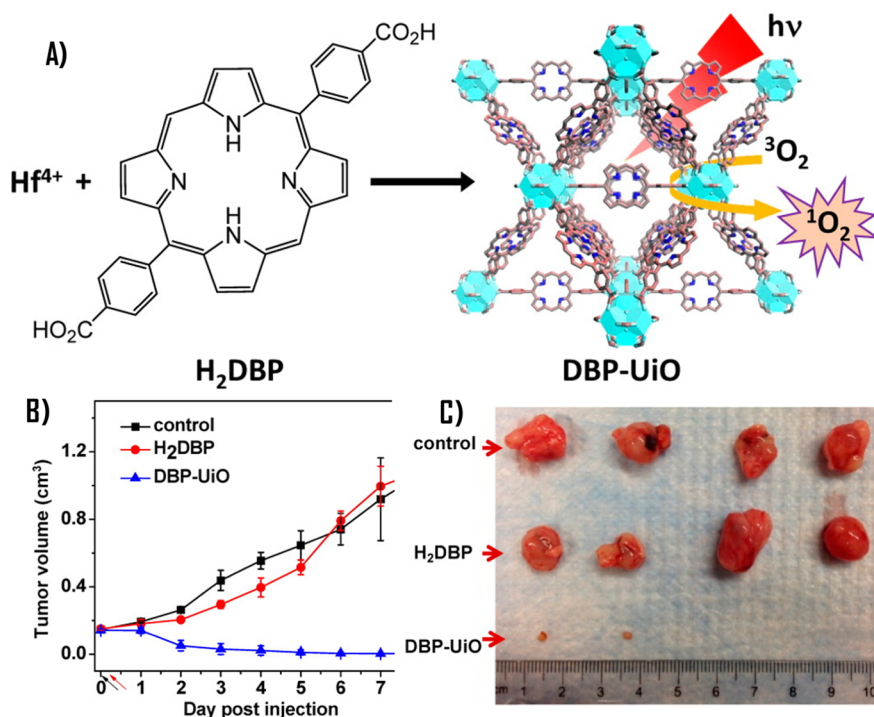 A)
CO₂H
hν
NH
N
N
HN
Hf⁴⁺ +
³O₂
¹O₂
HO₂C
H₂DBP
DBP-UiO
B)
control
H₂DBP
DBP-UiO
Tumor volume (cm³)
1.2
0.8
0.4
0.0
0 1 2 3 4 5 6 7
Day post injection
C)
control
H₂DBP
DBP-UiO
cm 1 2 3 4 5 6 7 8 9 10